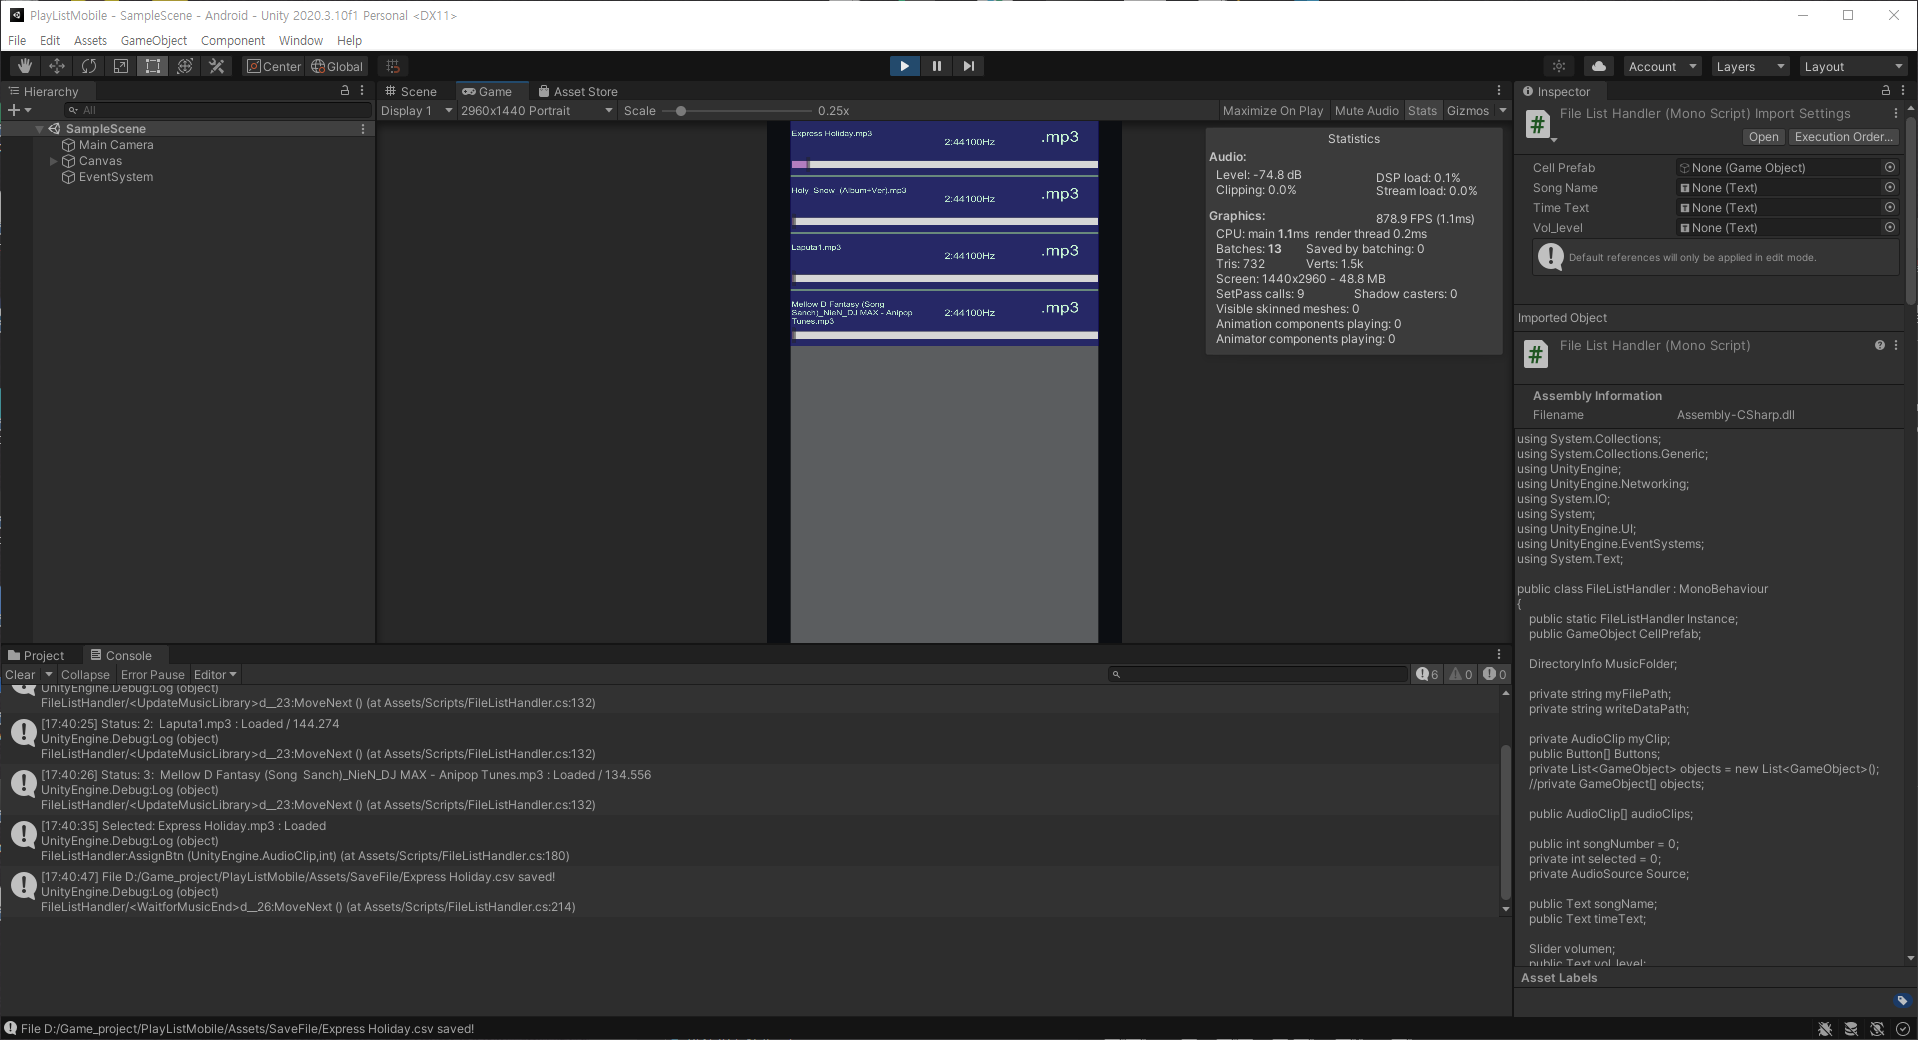 PlayListMobile - SampleScene - Android - Unity 2020.3.10f1 Personal <DX11>
File Edit Assets GameObject Component Window Help
Center Global Account Layers Layout
Hierarchy
All
SampleScene
Main Camera
Canvas
EventSystem
Scene Game Asset Store
Display 1 2960x1440 Portrait Scale 0.25x Maximize On Play Mute Audio Stats Gizmos
Express Holiday.mp3 2:44100Hz .mp3
Holy Snow (Album+Ver).mp3 2:44100Hz .mp3
Laputa1.mp3 2:44100Hz .mp3
Mellow D Fantasy (Song
Sanch)_NieN_DJ MAX - Anipop
Tunes.mp3
2:44100Hz .mp3
Statistics
Audio:
Level: -74.8 dB DSP load: 0.1%
Clipping: 0.0% Stream load: 0.0%
Graphics: 878.9 FPS (1.1ms)
CPU: main 1.1ms render thread 0.2ms
Batches: 13 Saved by batching: 0
Tris: 732 Verts: 1.5k
Screen: 1440x2960 - 48.8 MB
SetPass calls: 9 Shadow casters: 0
Visible skinned meshes: 0
Animation components playing: 0
Animator components playing: 0
Project Console
Clear Collapse Error Pause Editor 6 0 0
UnityEngine.Debug:Log (object)
FileListHandler/<UpdateMusicLibrary>d__23:MoveNext () (at Assets/Scripts/FileListHandler.cs:132)
[17:40:25] Status: 2:  Laputa1.mp3 : Loaded / 144.274
UnityEngine.Debug:Log (object)
FileListHandler/<UpdateMusicLibrary>d__23:MoveNext () (at Assets/Scripts/FileListHandler.cs:132)
[17:40:26] Status: 3:  Mellow D Fantasy (Song  Sanch)_NieN_DJ MAX - Anipop Tunes.mp3 : Loaded / 134.556
UnityEngine.Debug:Log (object)
FileListHandler/<UpdateMusicLibrary>d__23:MoveNext () (at Assets/Scripts/FileListHandler.cs:132)
[17:40:35] Selected: Express Holiday.mp3 : Loaded
UnityEngine.Debug:Log (object)
FileListHandler:AssignBtn (UnityEngine.AudioClip,int) (at Assets/Scripts/FileListHandler.cs:180)
[17:40:47] File D:/Game_project/PlayListMobile/Assets/SaveFile/Express Holiday.csv saved!
UnityEngine.Debug:Log (object)
FileListHandler/<WaitforMusicEnd>d__26:MoveNext () (at Assets/Scripts/FileListHandler.cs:214)
Inspector
File List Handler (Mono Script) Import Settings
Open Execution Order...
Cell Prefab None (Game Object)
Song Name None (Text)
Time Text None (Text)
Vol_level None (Text)
Default references will only be applied in edit mode.
Imported Object
File List Handler (Mono Script)
Assembly Information
Filename Assembly-CSharp.dll
using System.Collections;
using System.Collections.Generic;
using UnityEngine;
using UnityEngine.Networking;
using System.IO;
using System;
using UnityEngine.UI;
using UnityEngine.EventSystems;
using System.Text;
public class FileListHandler : MonoBehaviour
{
public static FileListHandler Instance;
public GameObject CellPrefab;
DirectoryInfo MusicFolder;
private string myFilePath;
private string writeDataPath;
private AudioClip myClip;
public Button[] Buttons;
private List<GameObject> objects = new List<GameObject>();
//private GameObject[] objects;
public AudioClip[] audioClips;
public int songNumber = 0;
private int selected = 0;
private AudioSource Source;
public Text songName;
public Text timeText;
Slider volumen;
public Text vol_level;
Asset Labels
File D:/Game_project/PlayListMobile/Assets/SaveFile/Express Holiday.csv saved!